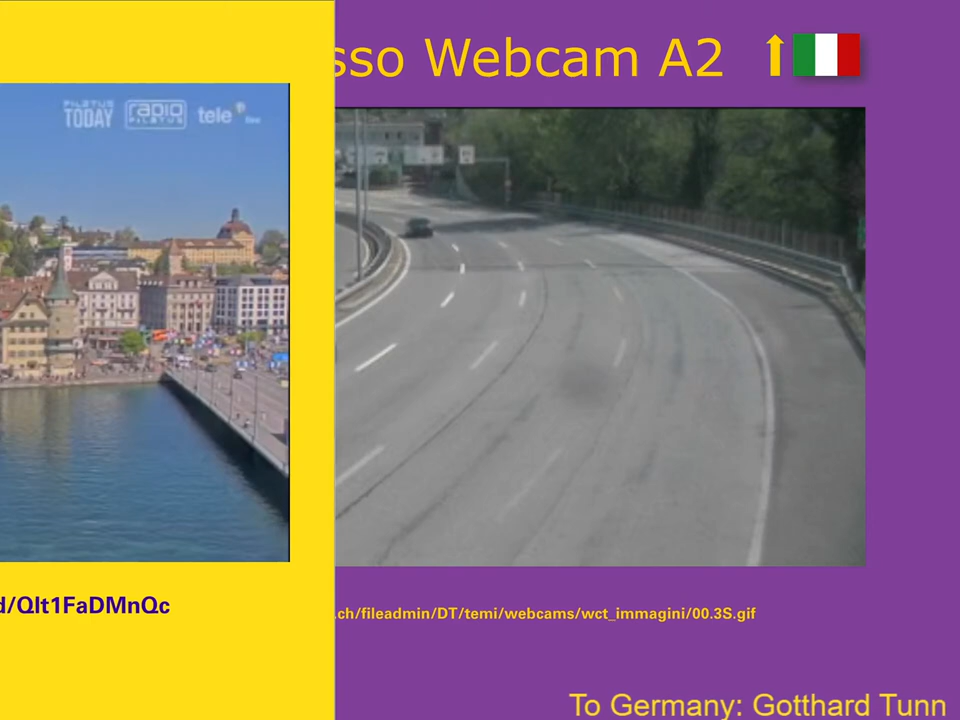 sso Webcam A2
PILATUS TODAY
radio PILATUS
tele
d/QIt1FaDMnQc
.ch/fileadmin/DT/temi/webcams/wct_immagini/00.3S.gif
To Germany: Gotthard Tunn